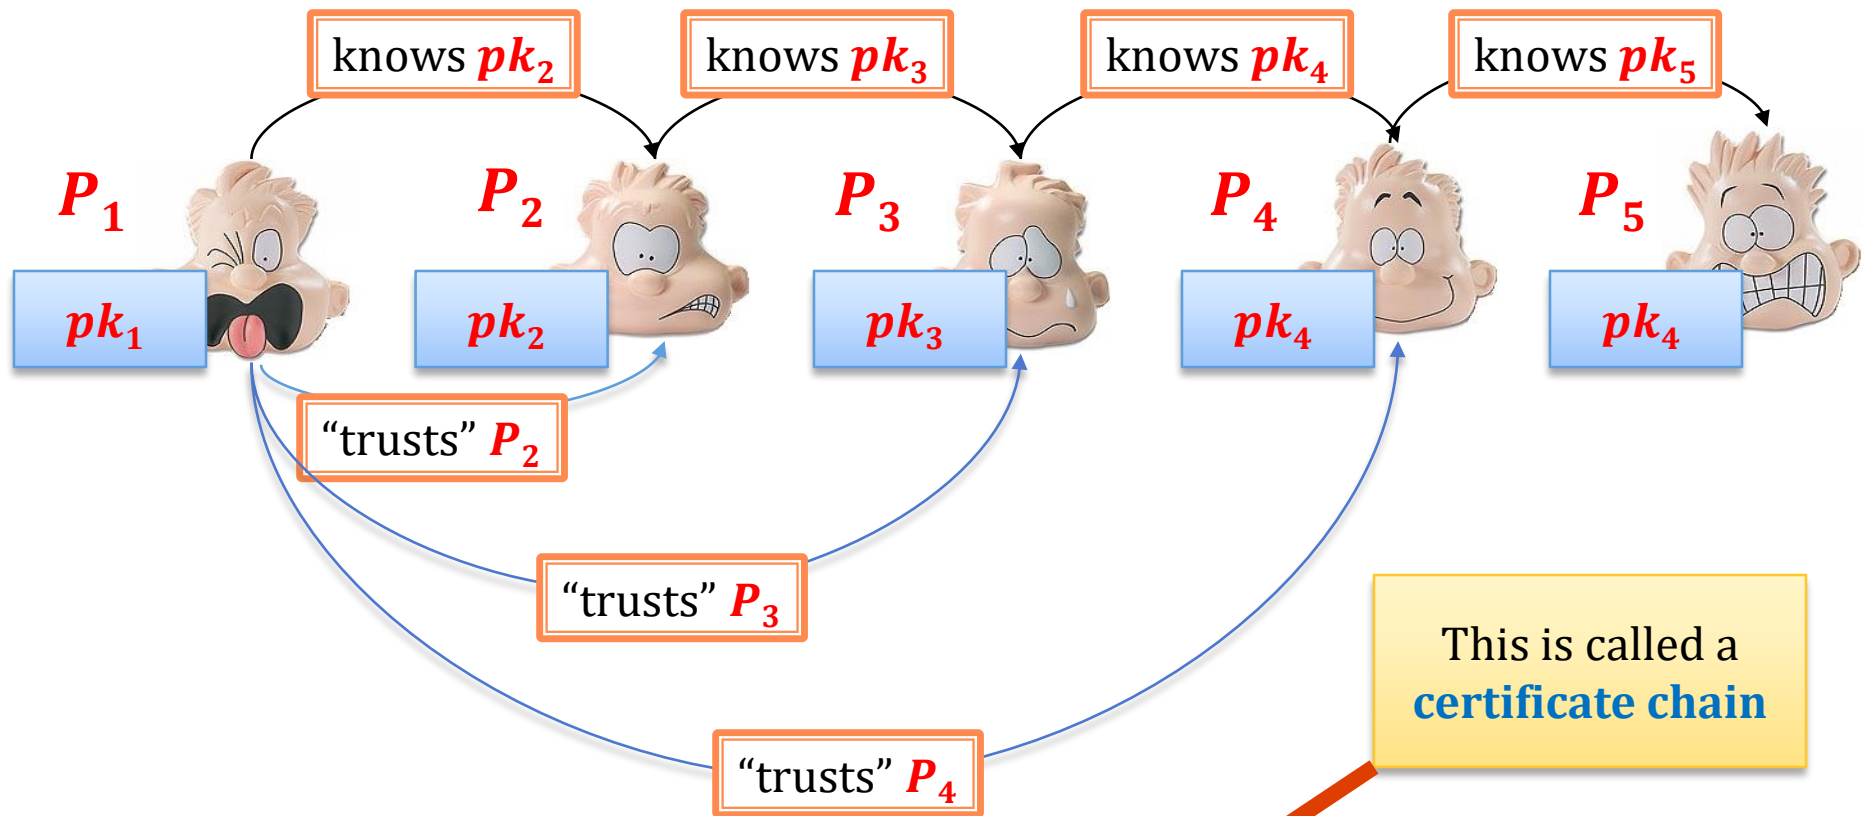 knows pk₂
knows pk₃
knows pk₄
knows pk₅
P₁
P₂
P₃
P₄
P₅
pk₁
pk₂
pk₃
pk₄
pk₄
“trusts” P₂
“trusts” P₃
“trusts” P₄
This is called a
certificate chain